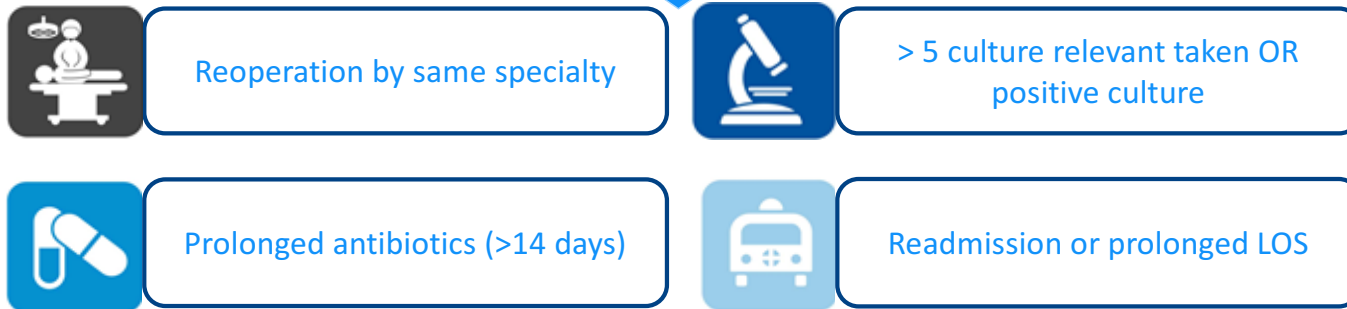 Reoperation by same specialty
> 5 culture relevant taken OR
positive culture
Prolonged antibiotics (>14 days)
Readmission or prolonged LOS